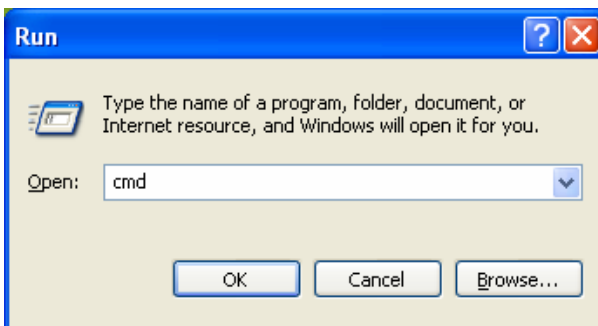 Run
Type the name of a program, folder, document, or
Internet resource, and Windows will open it for you.
Open: cmd
OK Cancel Browse...